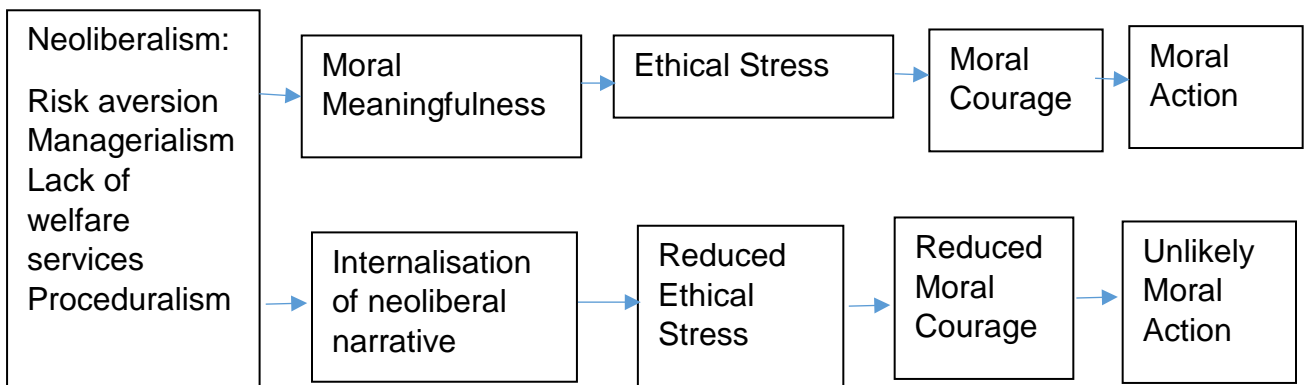 Neoliberalism:
Risk aversion
Managerialism
Lack of
welfare
services
Proceduralism
Moral
Meaningfulness
Ethical Stress
Moral
Courage
Moral
Action
Internalisation
of neoliberal
narrative
Reduced
Ethical
Stress
Reduced
Moral
Courage
Unlikely
Moral
Action